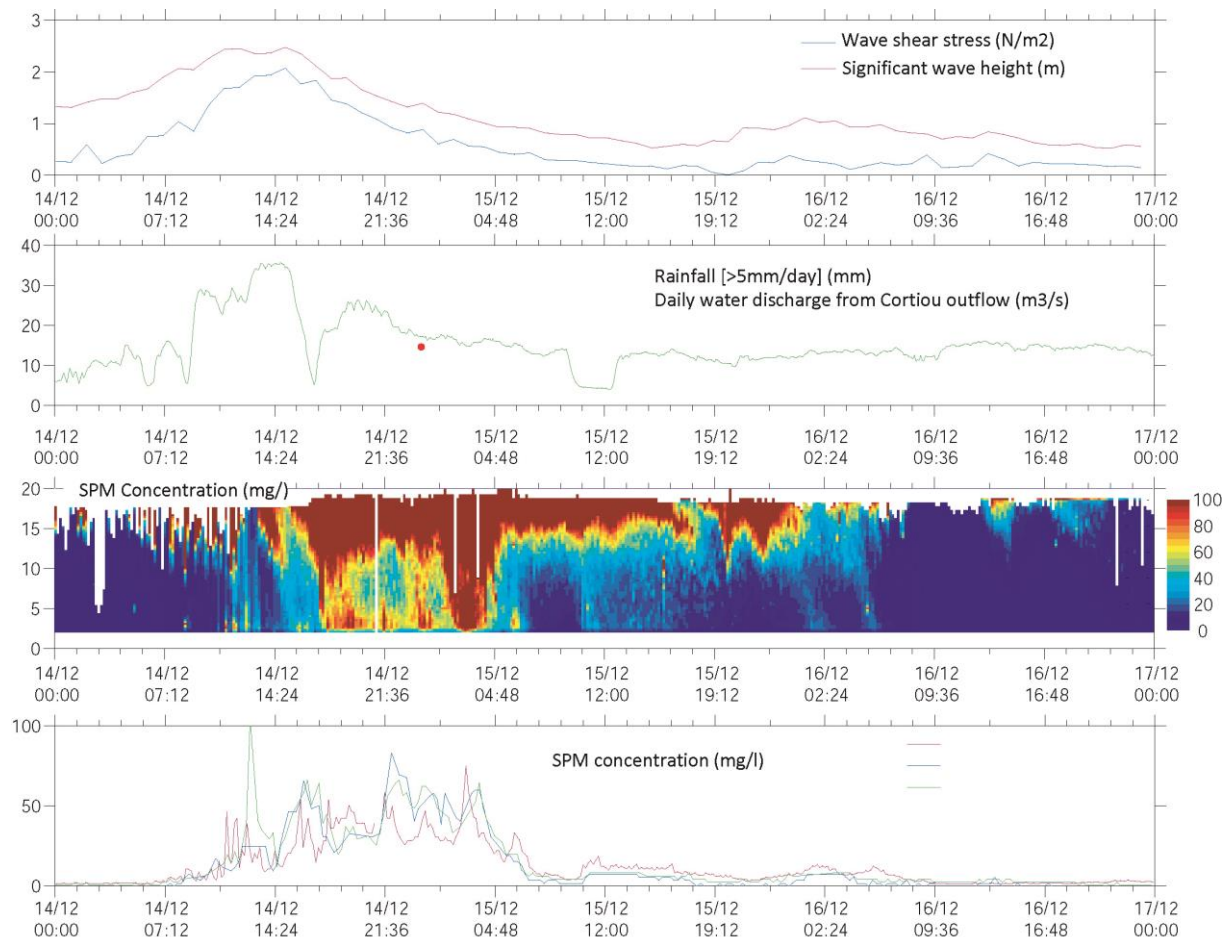 3
Wave shear stress (N/m2)
Significant wave height (m)
2
1
0
14/12 14/12 14/12 14/12 15/12 15/12 15/12 16/12 16/12 16/12 17/12
00:00 07:12 14:24 21:36 04:48 12:00 19:12 02:24 09:36 16:48 00:00
40
Rainfall [>5mm/day] (mm)
30
Daily water discharge from Cortiou outflow (m3/s)
20
10
0
14/12 14/12 14/12 14/12 15/12 15/12 15/12 16/12 16/12 16/12 17/12
00:00 07:12 14:24 21:36 04:48 12:00 19:12 02:24 09:36 16:48 00:00
20 SPM Concentration (mg/)
15
10
5
0
100
80
60
40
20
0
14/12 14/12 14/12 14/12 15/12 15/12 15/12 16/12 16/12 16/12 17/12
00:00 07:12 14:24 21:36 04:48 12:00 19:12 02:24 09:36 16:48 00:00
100
SPM concentration (mg/l)
50
0
14/12 14/12 14/12 14/12 15/12 15/12 15/12 16/12 16/12 16/12 17/12
00:00 07:12 14:24 21:36 04:48 12:00 19:12 02:24 09:36 16:48 00:00